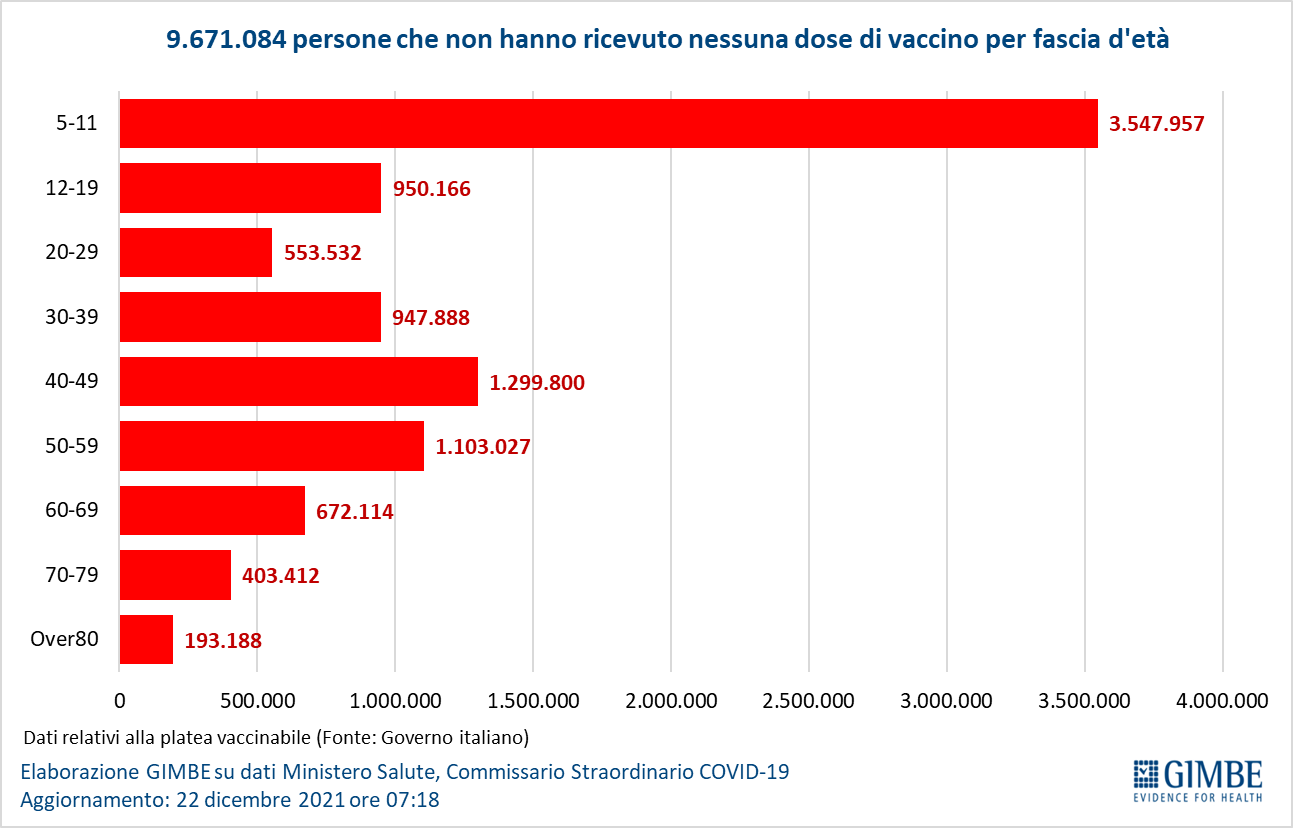 9.671.084 persone che non hanno ricevuto nessuna dose di vaccino per fascia d'età
5-11 3.547.957
12-19 950.166
20-29 553.532
30-39 947.888
40-49 1.299.800
50-59 1.103.027
60-69 672.114
70-79 403.412
Over80 193.188
0 500.000 1.000.000 1.500.000 2.000.000 2.500.000 3.000.000 3.500.000 4.000.000
Dati relativi alla platea vaccinabile (Fonte: Governo italiano)
Elaborazione GIMBE su dati Ministero Salute, Commissario Straordinario COVID-19
Aggiornamento: 22 dicembre 2021 ore 07:18
GIMBE
EVIDENCE FOR HEALTH